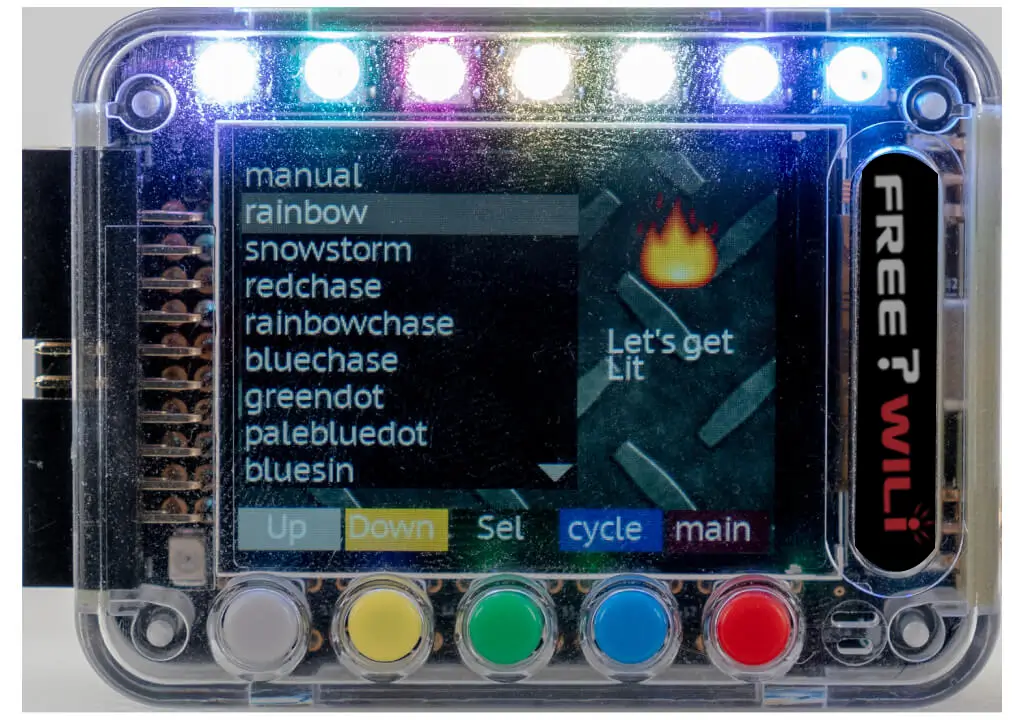 manual
rainbow
snowstorm
redchase
rainbowchase
bluechase
greendot
palebluedot
bluesin
Let's get
Lit
Up Down Sel cycle main
FREE?WILi